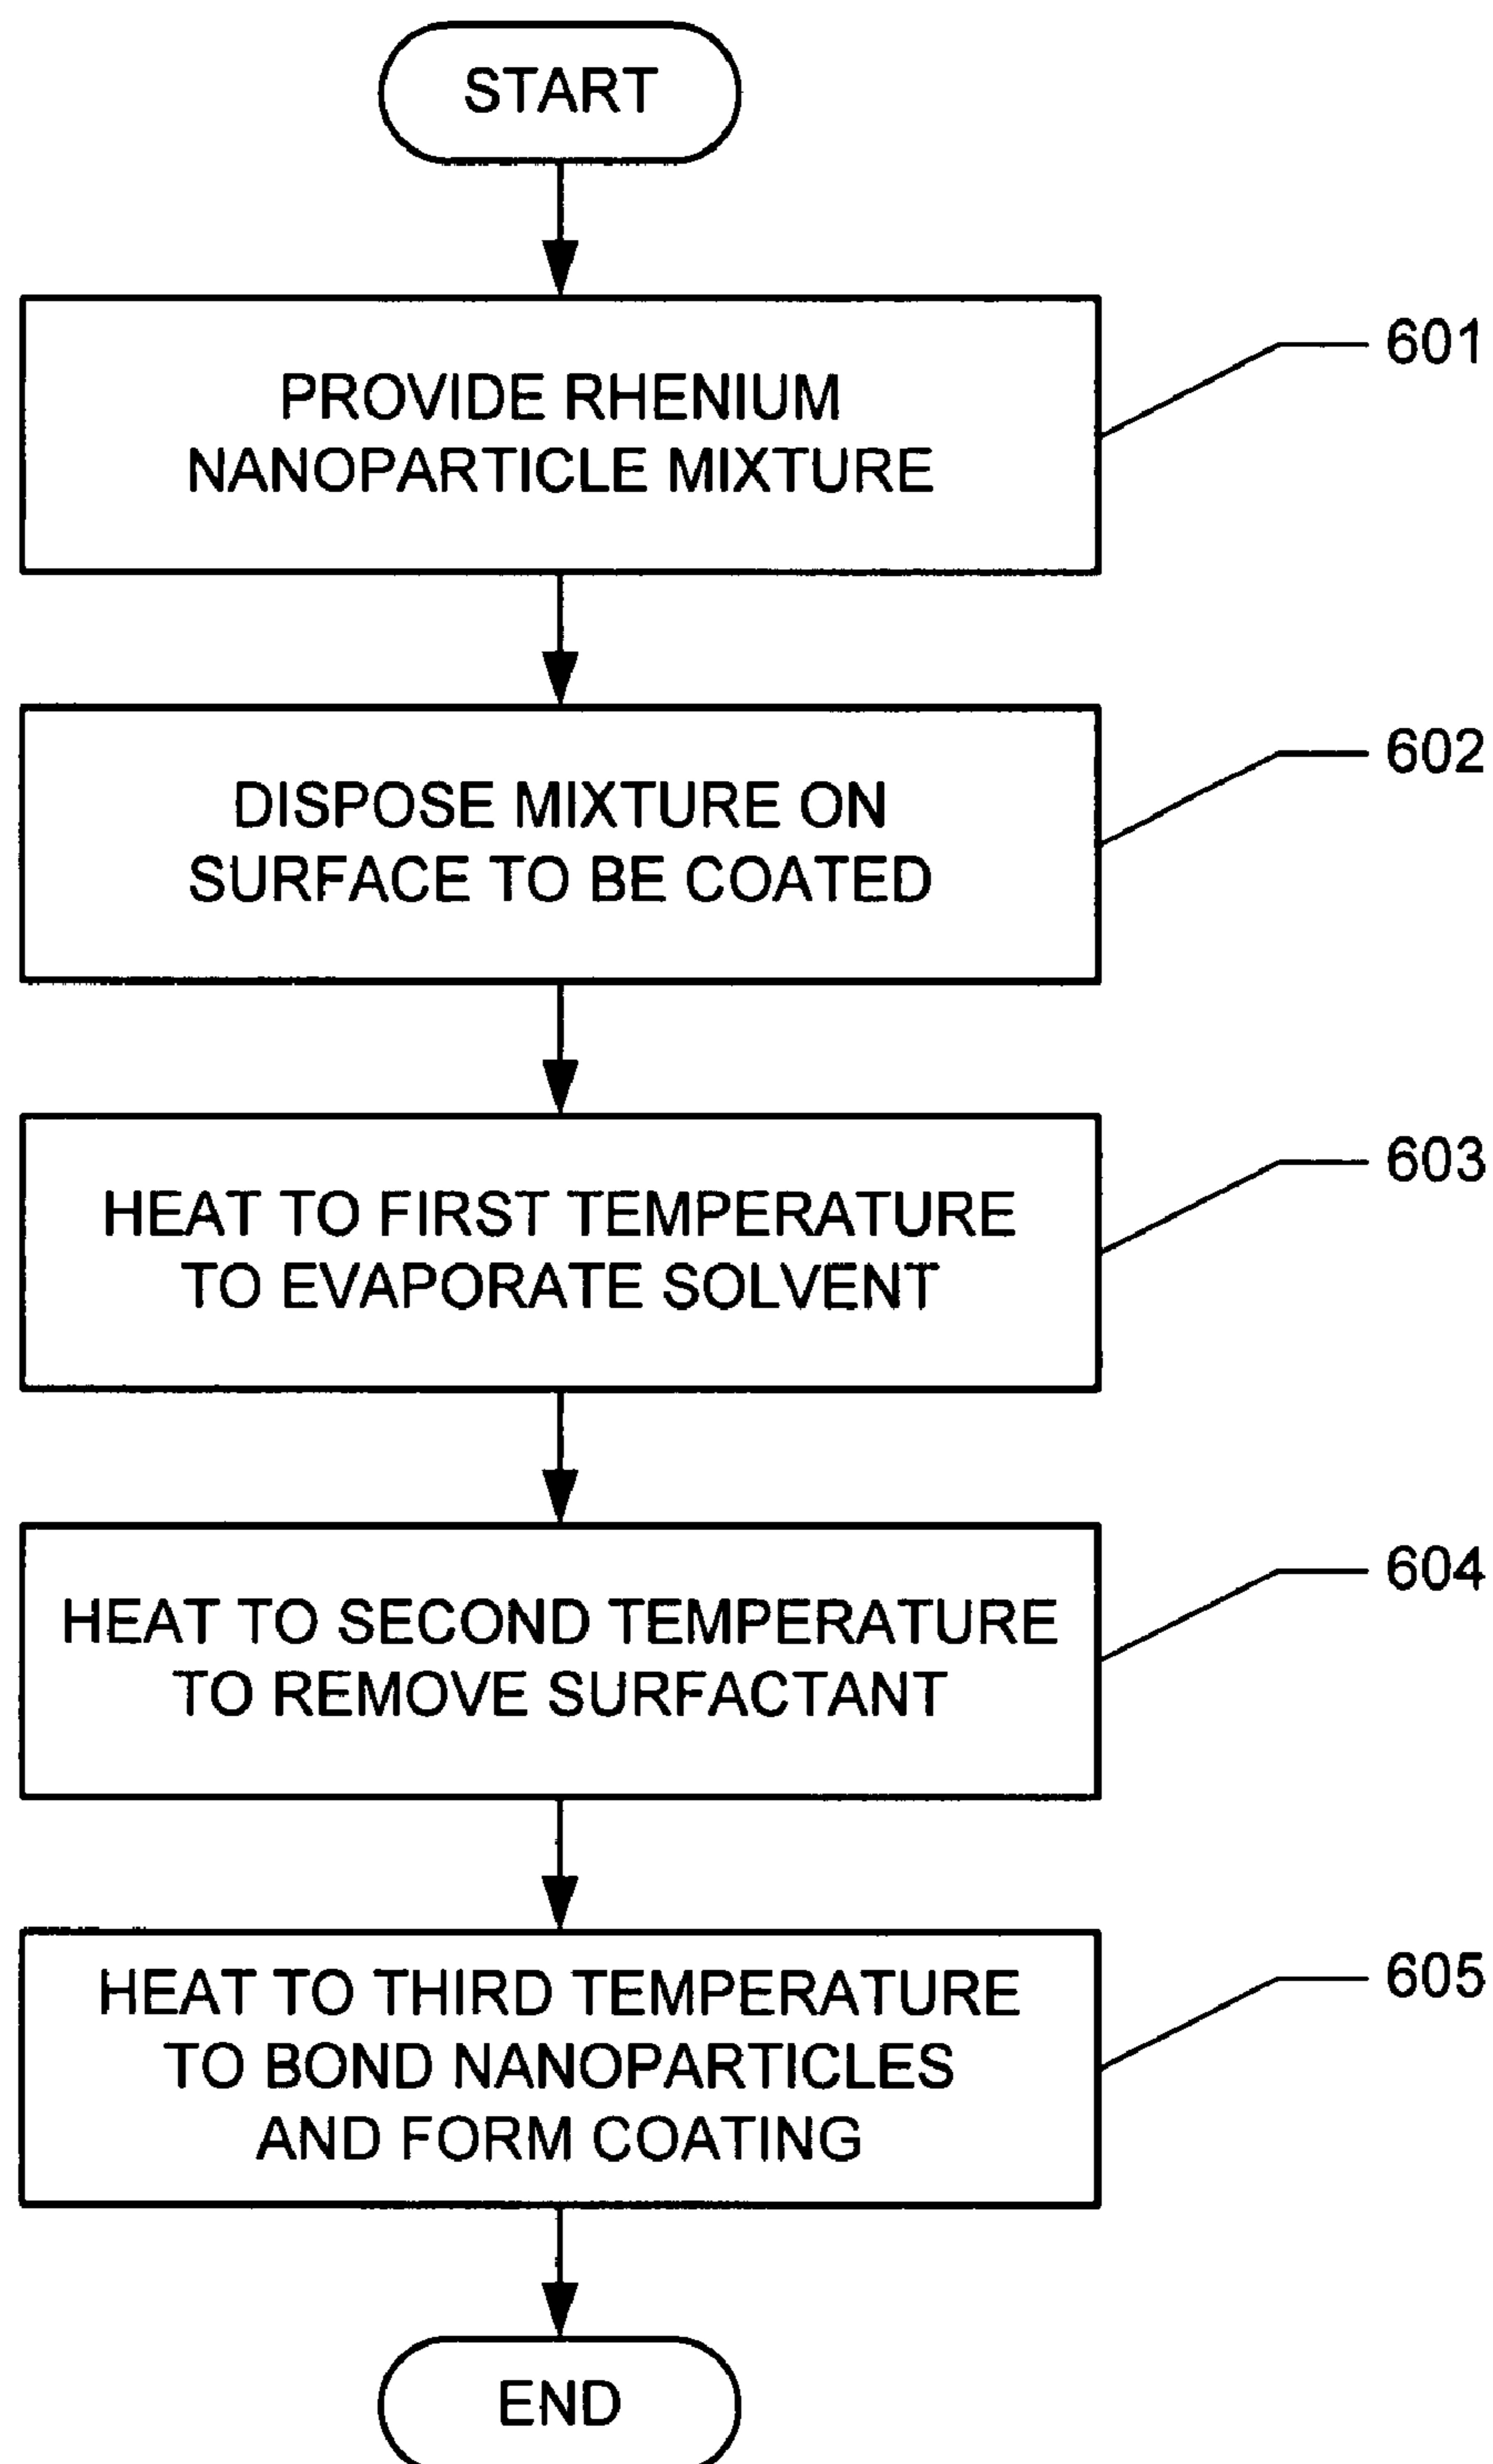 START
PROVIDE RHENIUM
NANOPARTICLE MIXTURE
601
DISPOSE MIXTURE ON
SURFACE TO BE COATED
602
HEAT TO FIRST TEMPERATURE
TO EVAPORATE SOLVENT
603
HEAT TO SECOND TEMPERATURE
TO REMOVE SURFACTANT
604
HEAT TO THIRD TEMPERATURE
TO BOND NANOPARTICLES
AND FORM COATING
605
END